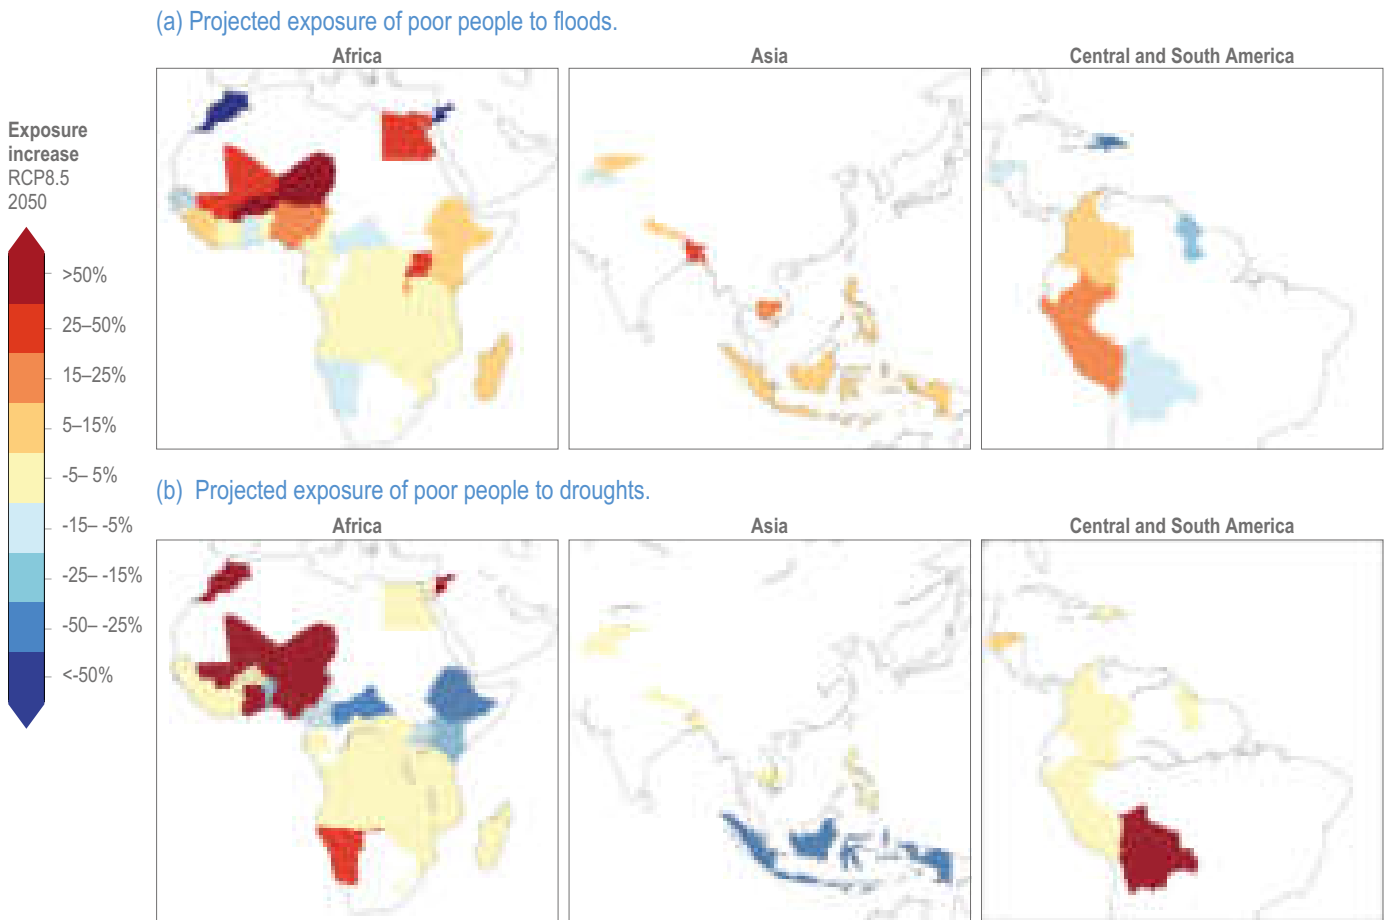 (a) Projected exposure of poor people to floods.
Africa
Asia
Central and South America
Exposure
increase
RCP8.5
2050
>50%
25–50%
15–25%
5–15%
-5– 5%
-15– -5%
-25– -15%
-50– -25%
<-50%
(b) Projected exposure of poor people to droughts.
Africa
Asia
Central and South America